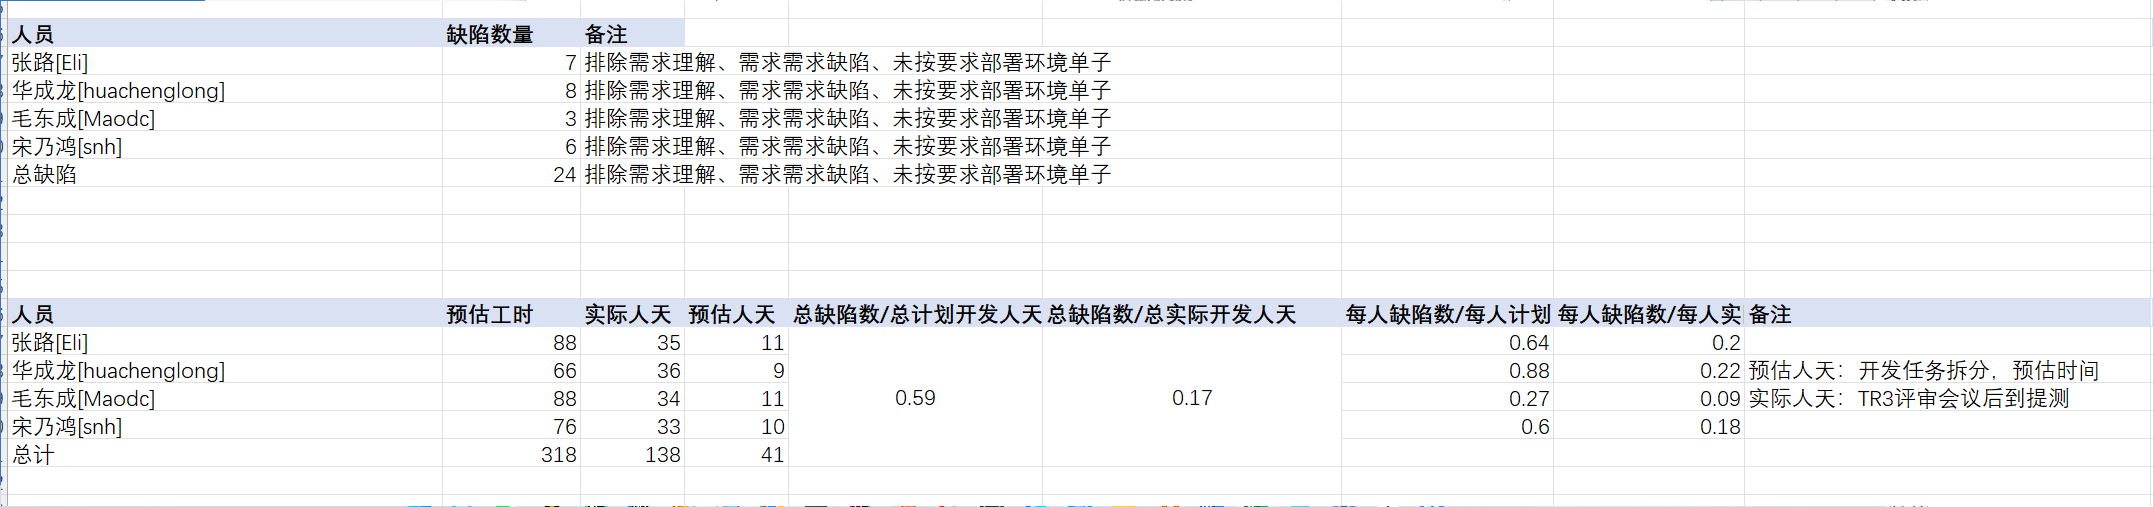 人员 缺陷数量 备注
张路[Eli] 7 排除需求理解、需求需求缺陷、未按要求部署环境单子
华成龙[huachenglong] 8 排除需求理解、需求需求缺陷、未按要求部署环境单子
毛东成[Maodc] 3 排除需求理解、需求需求缺陷、未按要求部署环境单子
宋乃鸿[snh] 6 排除需求理解、需求需求缺陷、未按要求部署环境单子
总缺陷 24 排除需求理解、需求需求缺陷、未按要求部署环境单子
人员 预估工时 实际人天 预估人天 总缺陷数/总计划开发人天 总缺陷数/总实际开发人天 每人缺陷数/每人计划 每人缺陷数/每人实 备注
张路[Eli] 88 35 11 0.64 0.2
华成龙[huachenglong] 66 36 9 0.88 0.22 预估人天：开发任务拆分，预估时间
毛东成[Maodc] 88 34 11 0.59 0.17 0.27 0.09 实际人天：TR3评审会议后到提测
宋乃鸿[snh] 76 33 10 0.6 0.18
总计 318 138 41